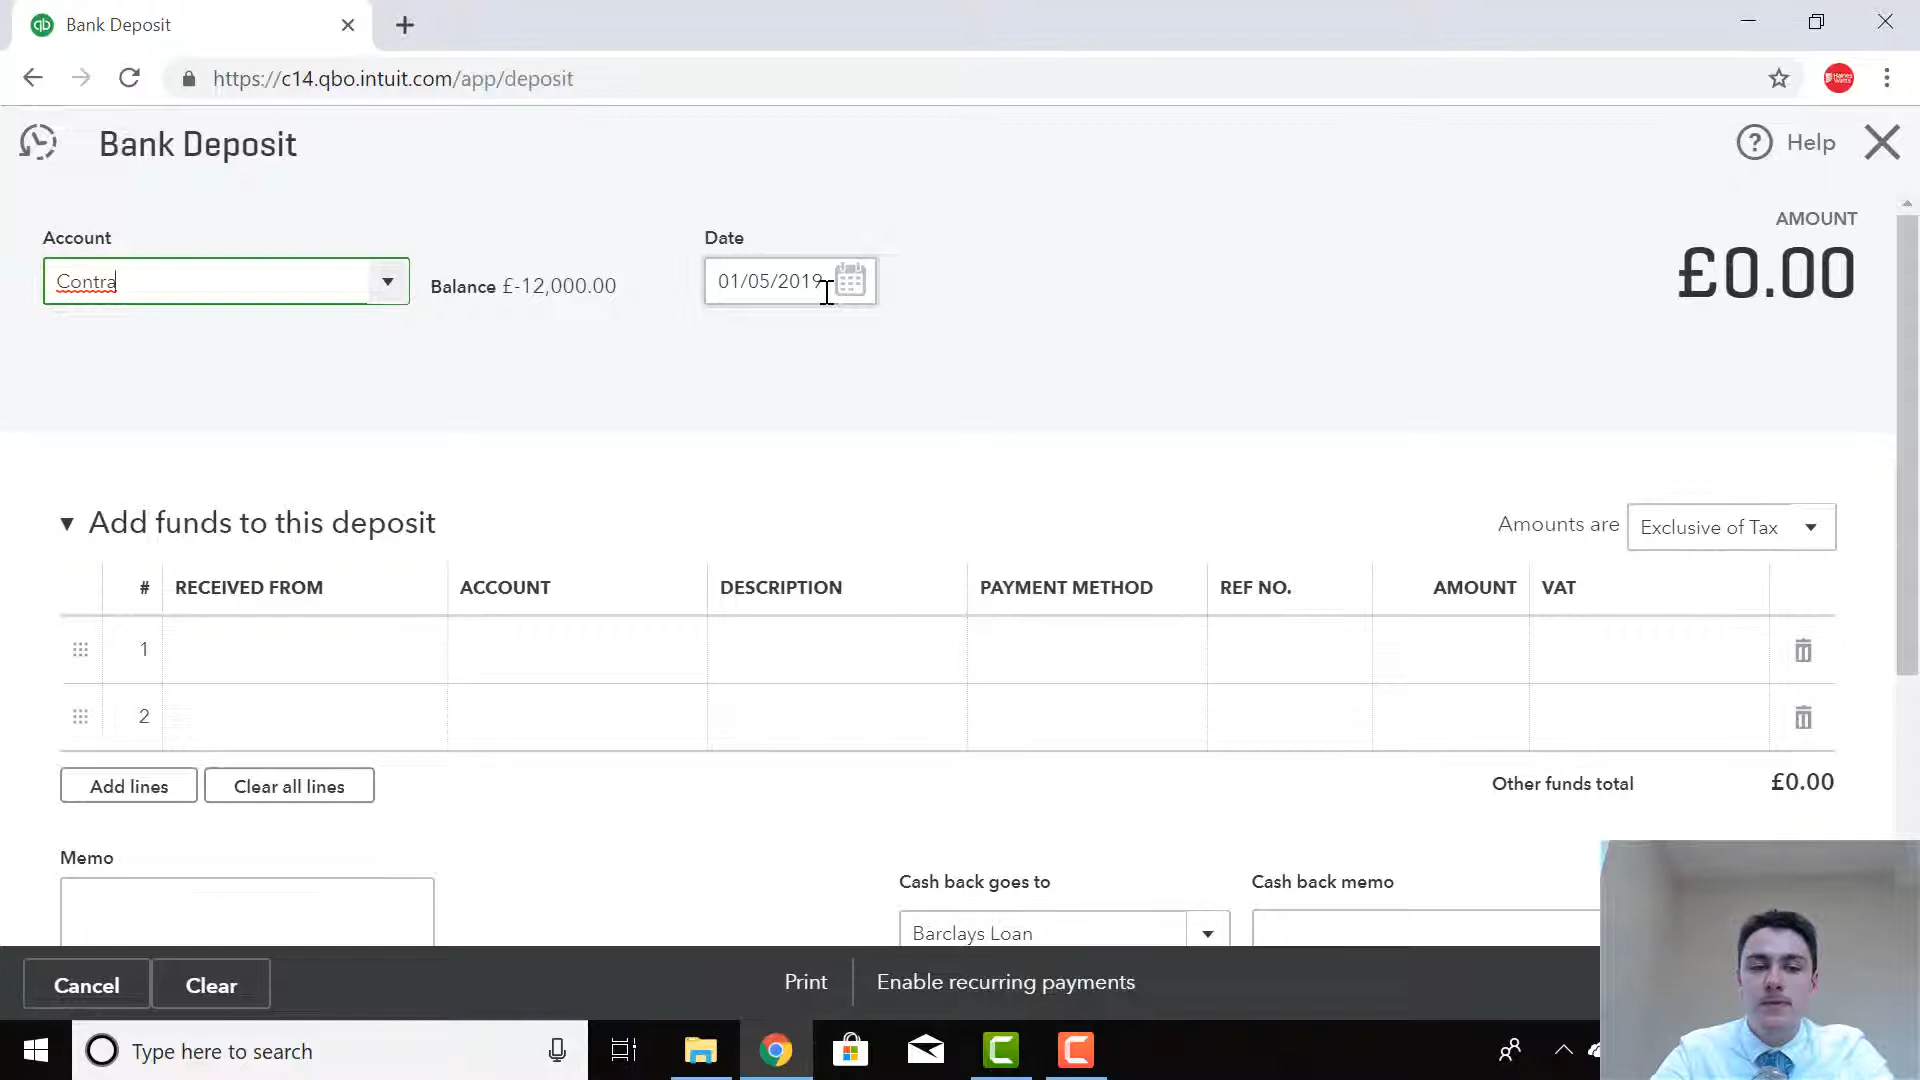 qb Bank Deposit
https://c14.qbo.intuit.com/app/deposit
Bank Deposit
? Help
AMOUNT
£0.00
Account
Contra
Balance £-12,000.00
Date
01/05/2019
Add funds to this deposit
Amounts are Exclusive of Tax
# RECEIVED FROM ACCOUNT DESCRIPTION PAYMENT METHOD REF NO. AMOUNT VAT
1
2
Add lines Clear all lines Other funds total £0.00
Memo
Cash back goes to Cash back memo
Barclays Loan
Cancel Clear Print Enable recurring payments
Type here to search